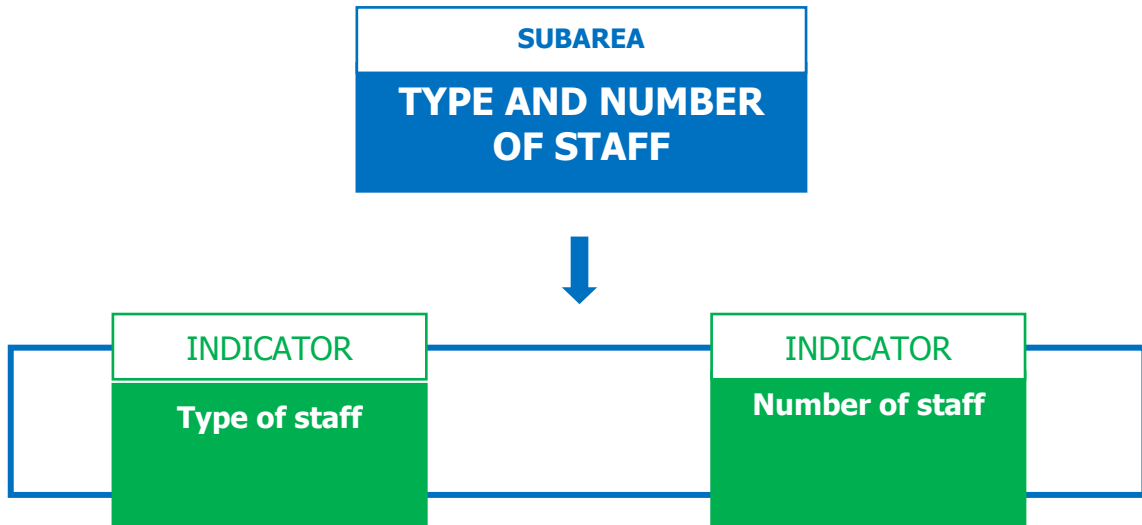 SUBAREA
TYPE AND NUMBER
OF STAFF
INDICATOR
INDICATOR
Type of staff
Number of staff